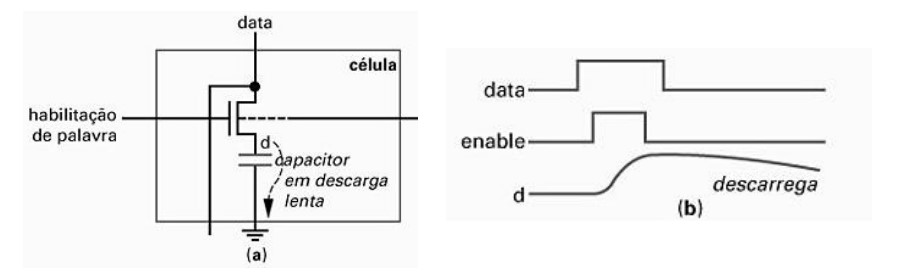 data
célula
habilitação
de palavra
d
capacitor
em descarga
lenta
(a)
data
enable
d
descarrega
(b)